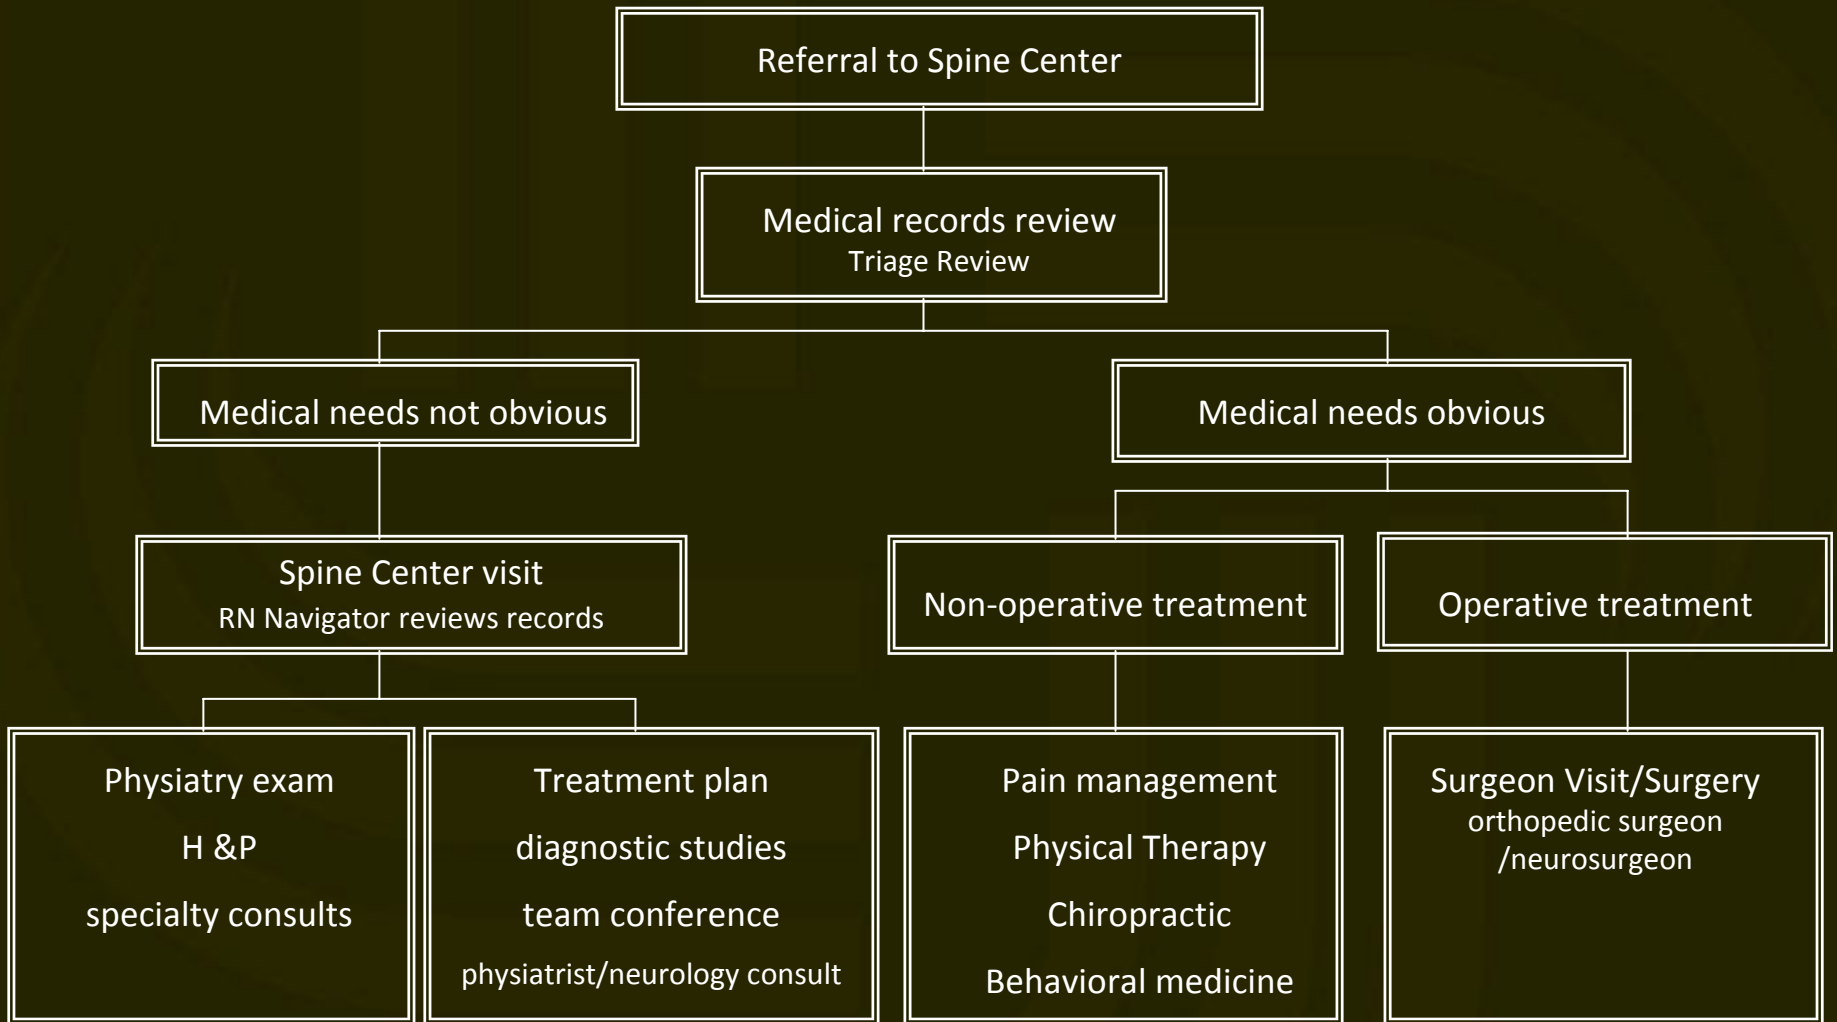 Referral to Spine Center
Medical records review
Triage Review
Medical needs not obvious
Medical needs obvious
Spine Center visit
RN Navigator reviews records
Non-operative treatment
Operative treatment
Physiatry exam
H &P
specialty consults
Treatment plan
diagnostic studies
team conference
physiatrist/neurology consult
Pain management
Physical Therapy
Chiropractic
Behavioral medicine
Surgeon Visit/Surgery
orthopedic surgeon
/neurosurgeon